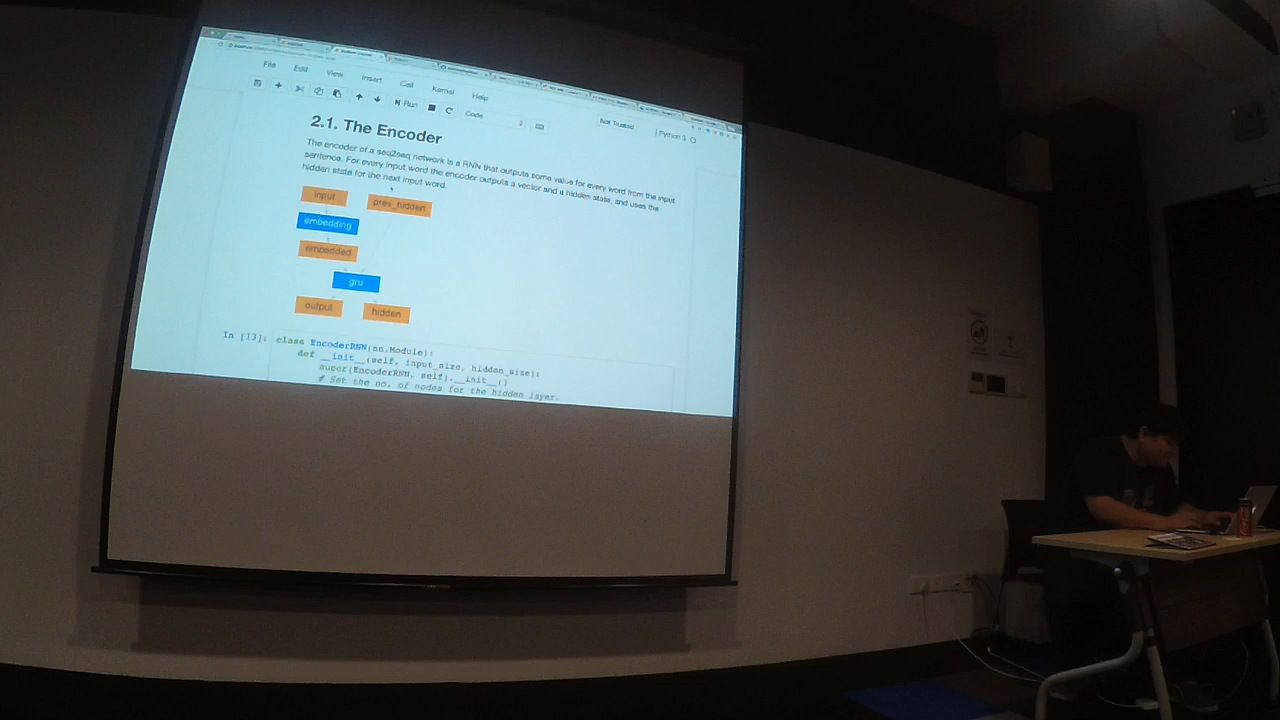 File Edit View Insert Cell Kernel Help
Run Code Not Trusted Python 3
2.1. The Encoder
The encoder of a seq2seq network is a RNN that outputs some value for every word from the input
sentence. For every input word the encoder outputs a vector and a hidden state, and uses the
hidden state for the next input word.
input prev_hidden
embedding
embedded
gru
output hidden
In [13]: class EncoderRNN(nn.Module):
def __init__(self, input_size, hidden_size):
super(EncoderRNN, self).__init__()
# Set the no. of nodes for the hidden layer.